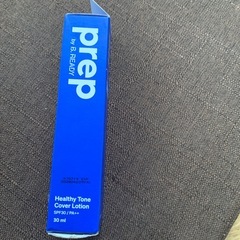 prep
by B. READY
Healthy Tone
Cover Lotion
SPF30 / PA++
30 ml